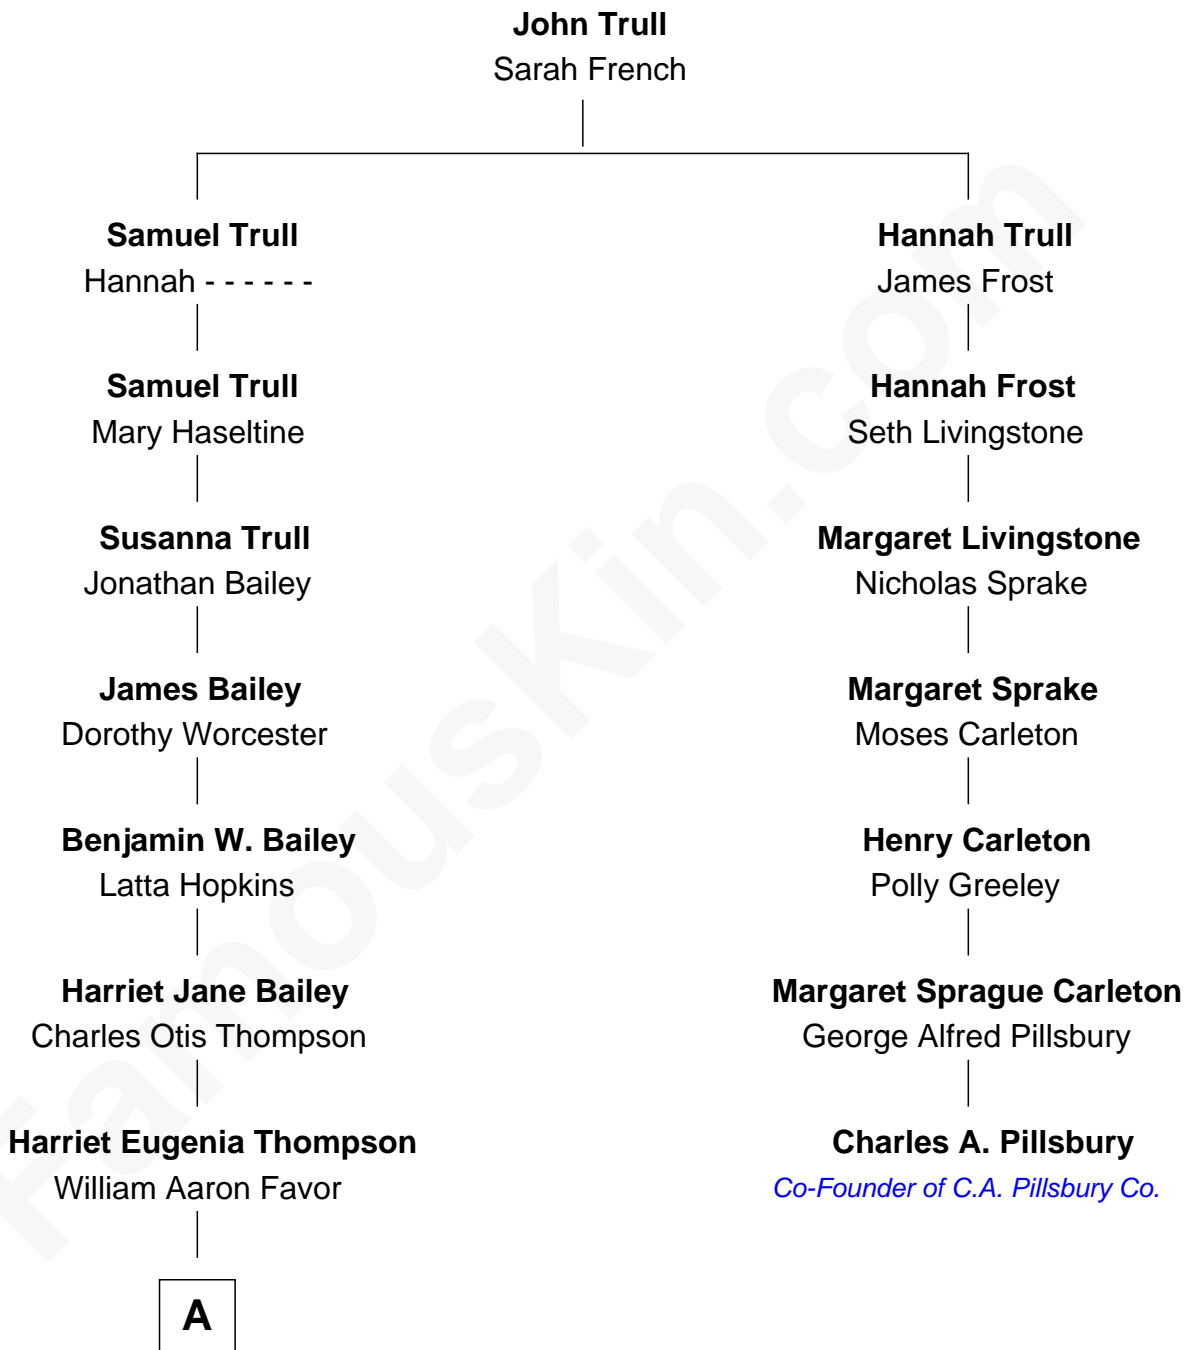 John Trull
Sarah French
Samuel Trull
Hannah - - - - - -
Samuel Trull
Mary Haseltine
Susanna Trull
Jonathan Bailey
James Bailey
Dorothy Worcester
Benjamin W. Bailey
Latta Hopkins
Harriet Jane Bailey
Charles Otis Thompson
Harriet Eugenia Thompson
William Aaron Favor
A
Hannah Trull
James Frost
Hannah Frost
Seth Livingstone
Margaret Livingstone
Nicholas Sprake
Margaret Sprake
Moses Carleton
Henry Carleton
Polly Greeley
Margaret Sprague Carleton
George Alfred Pillsbury
Charles A. Pillsbury
Co-Founder of C.A. Pillsbury Co.
FamousKin.com